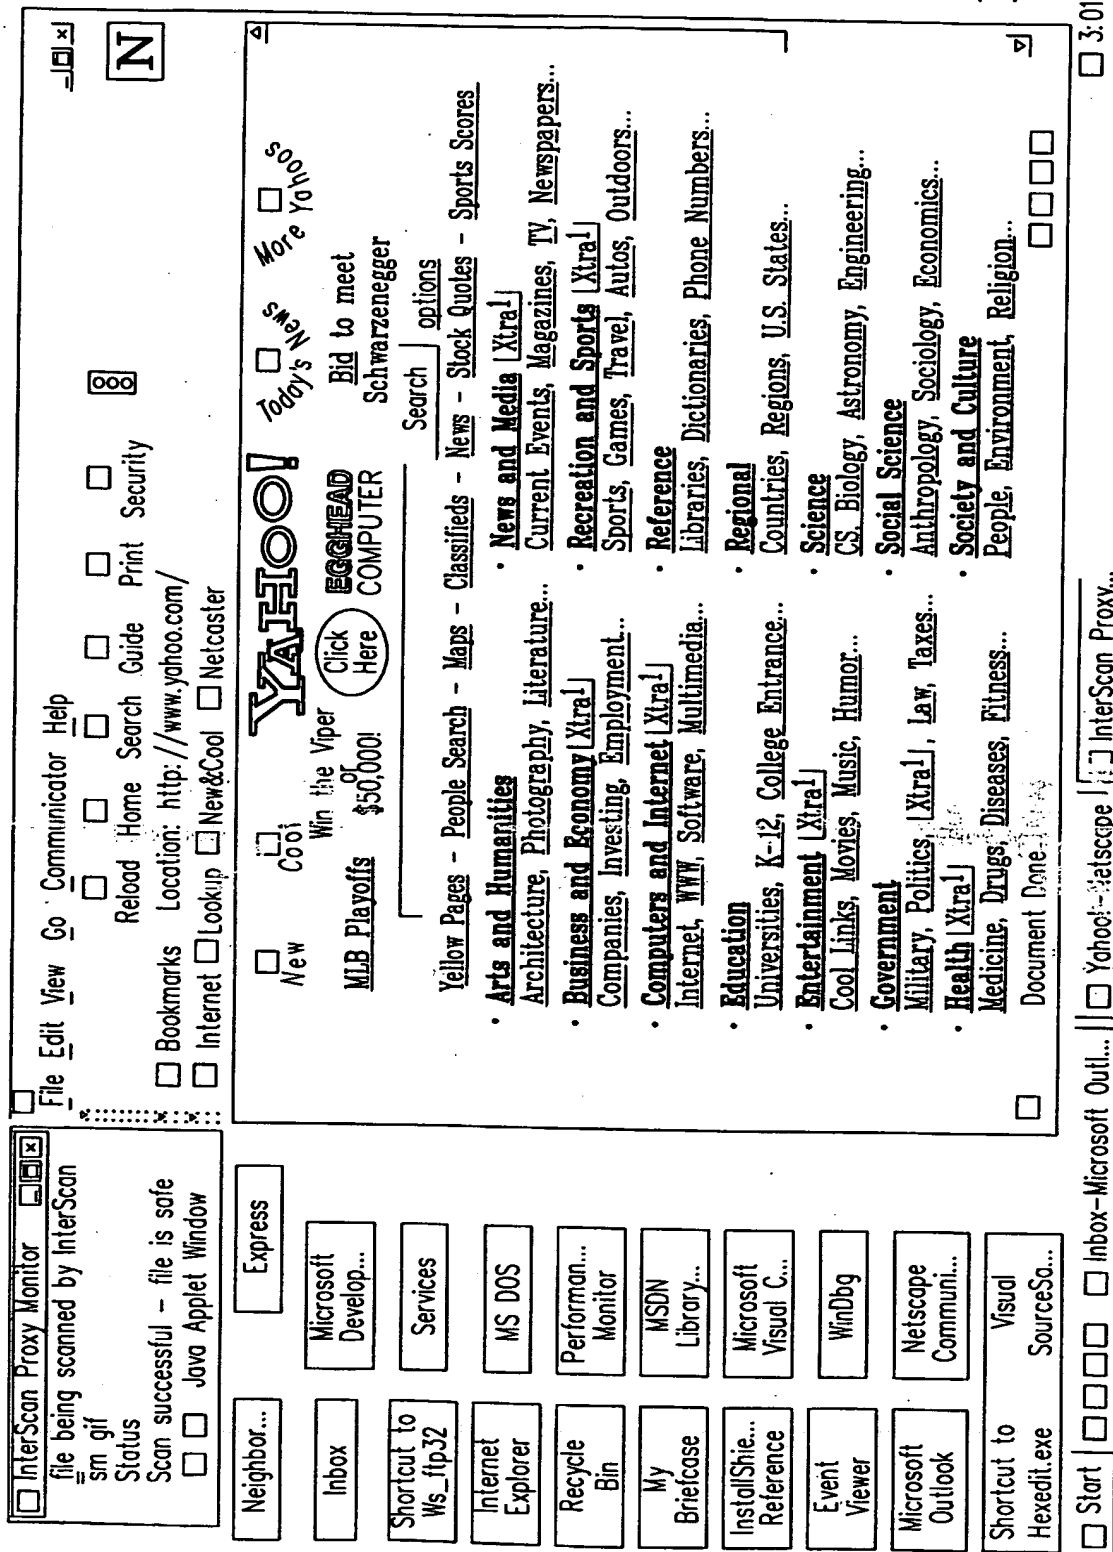 InterScan Proxy Monitor
file being scanned by InterScan
sm gif
Status
Scan successful – file is safe
Java Applet Window
Neighbor...
Express
Inbox
Microsoft
Develop...
Shortcut to
Ws_ftp32
Services
Internet
Explorer
MS DOS
Recycle
Bin
Performan...
Monitor
My
Briefcase
MSDN
Library...
InstallShie...
Reference
Microsoft
Visual C...
Event
Viewer
WinDbg
Microsoft
Outlook
Netscape
Communi...
Shortcut to
Hexedit.exe
Visual
SourceSa...
File Edit View Go Communicator Help
Reload Home Search Guide Print Security
N
Bookmarks Location: http://www.yahoo.com/
Internet Lookup New&Cool Netcaster
New Cool YAHOO! Today's News More Yahoos
MLB Playoffs
Win the Viper
or
$50,000!
Click
Here
EGGHEAD
COMPUTER
Bid to meet
Schwarzenegger
Search options
Yellow Pages – People Search – Maps – Classifieds – News – Stock Quotes – Sports Scores
• Arts and Humanities
Architecture, Photography, Literature...
• Business and Economy [Xtra!]
Companies, Investing, Employment...
• Computers and Internet [Xtra!]
Internet, WWW, Software, Multimedia...
• Education
Universities, K-12, College Entrance...
• Entertainment [Xtra!]
Cool Links, Movies, Music, Humor...
• Government
Military, Politics, [Xtra!], Law, Taxes...
• Health [Xtra!]
Medicine, Drugs, Diseases, Fitness...
• News and Media [Xtra!]
Current Events, Magazines, TV, Newspapers...
• Recreation and Sports [Xtra!]
Sports, Games, Travel, Autos, Outdoors...
• Reference
Libraries, Dictionaries, Phone Numbers...
• Regional
Countries, Regions, U.S. States...
• Science
CS. Biology, Astronomy, Engineering...
• Social Science
Anthropology, Sociology, Economics...
• Society and Culture
People, Environment, Religion...
Document Done
Start Inbox–Microsoft Outl... Yahoo!–Netscape InterScan Proxy... 3:01